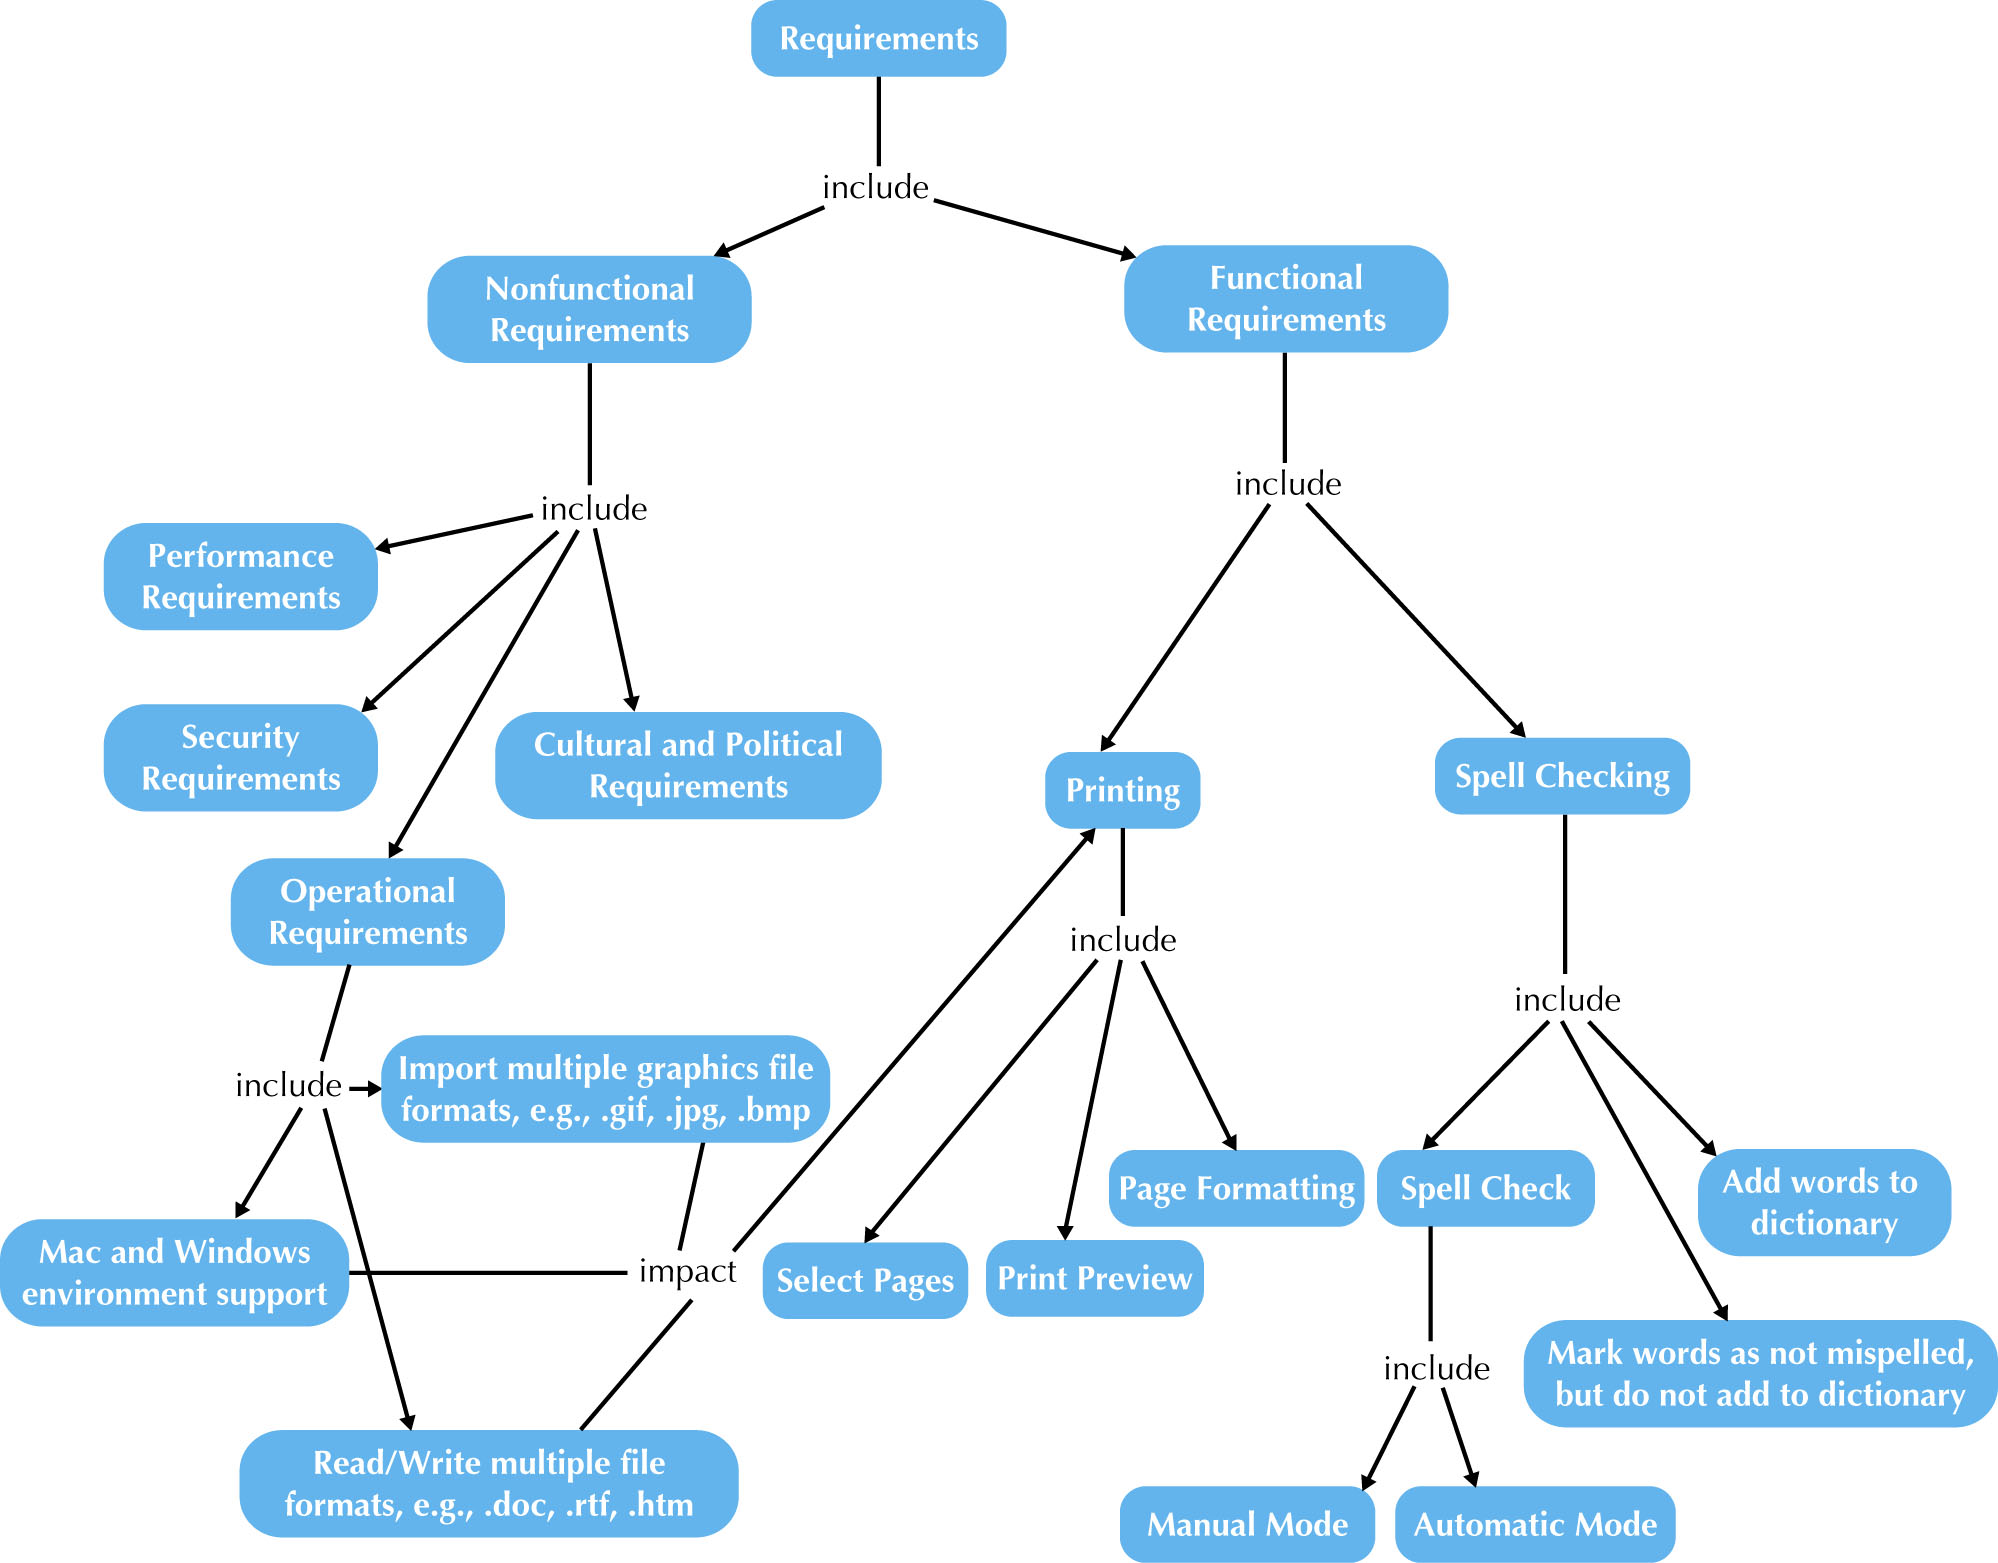 Requirements
include
Nonfunctional
Requirements
Functional
Requirements
include
include
Performance
Requirements
Security
Requirements
Cultural and Political
Requirements
Printing
Spell Checking
Operational
Requirements
include
include
include
Import multiple graphics file
formats, e.g., .gif, .jpg, .bmp
Page Formatting
Spell Check
Add words to
dictionary
Mac and Windows
environment support
impact
Select Pages
Print Preview
include
Mark words as not mispelled,
but do not add to dictionary
Read/Write multiple file
formats, e.g., .doc, .rtf, .htm
Manual Mode
Automatic Mode